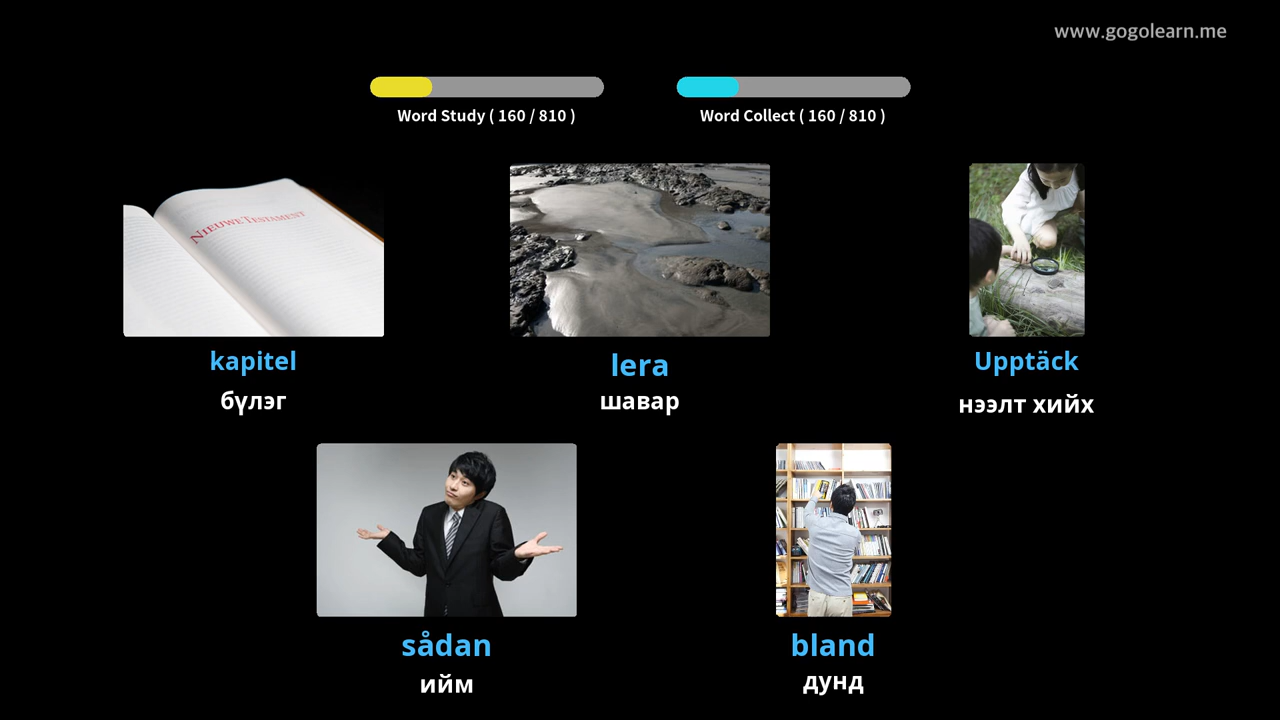 www.gogolearn.me
Word Study ( 160 / 810 )
Word Collect ( 160 / 810 )
NIEUWE TESTAMENT
kapitel
бүлэг
lera
шавар
Upptäck
нээлт хийх
sådan
ийм
bland
дунд